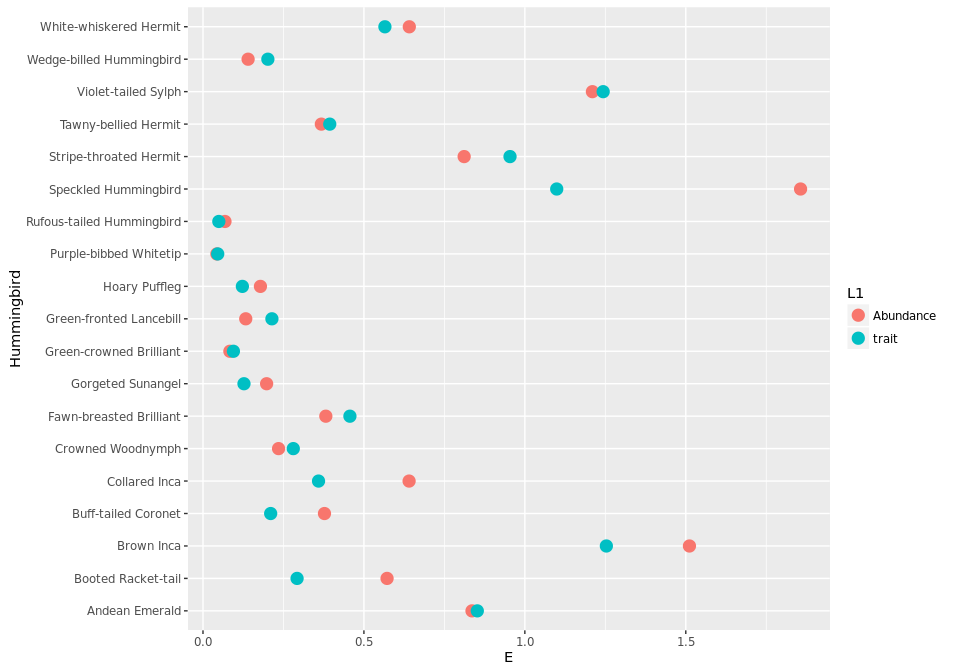 White-whiskered Hermit
Wedge-billed Hummingbird
Violet-tailed Sylph
Tawny-bellied Hermit
Stripe-throated Hermit
Speckled Hummingbird
Rufous-tailed Hummingbird
Purple-bibbed Whitetip
Hoary Puffleg
Green-fronted Lancebill
Green-crowned Brilliant
Gorgeted Sunangel
Fawn-breasted Brilliant
Crowned Woodnymph
Collared Inca
Buff-tailed Coronet
Brown Inca
Booted Racket-tail
Andean Emerald
Hummingbird
0.0 0.5 1.0 1.5
E
L1
Abundance
trait